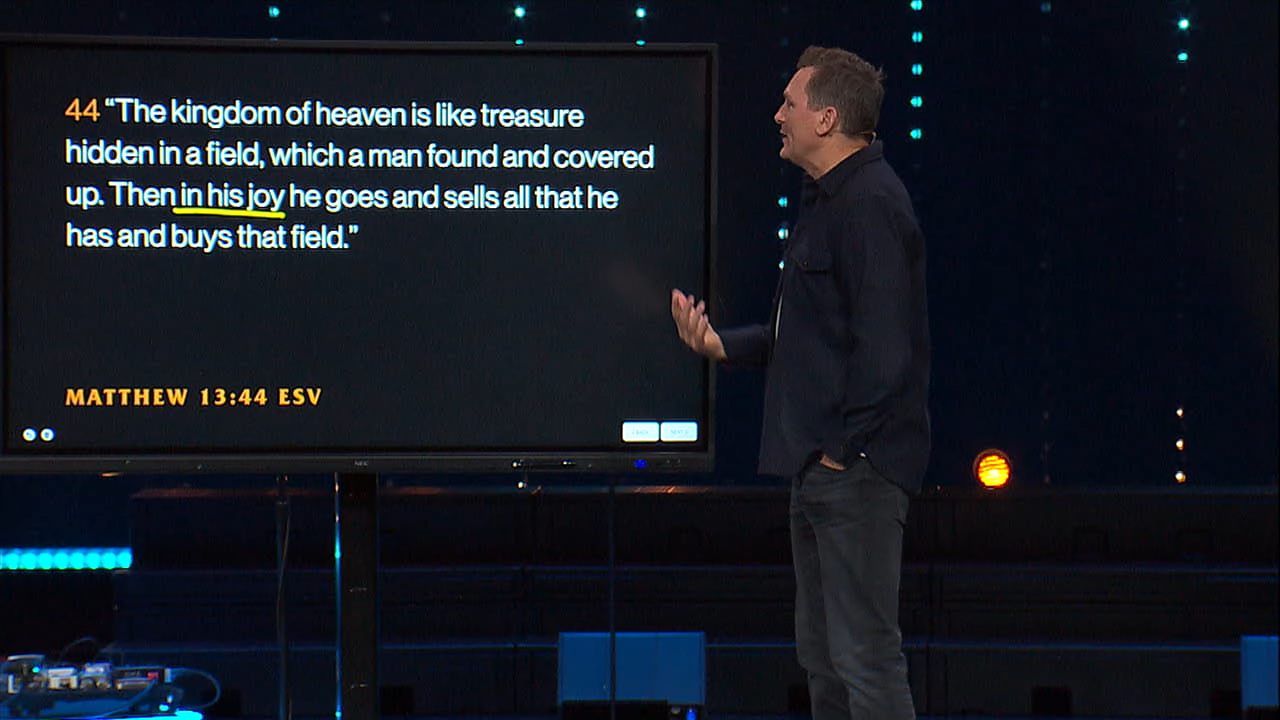 44 “The kingdom of heaven is like treasure
hidden in a field, which a man found and covered
up. Then in his joy he goes and sells all that he
has and buys that field.”
MATTHEW 13:44 ESV
NEC